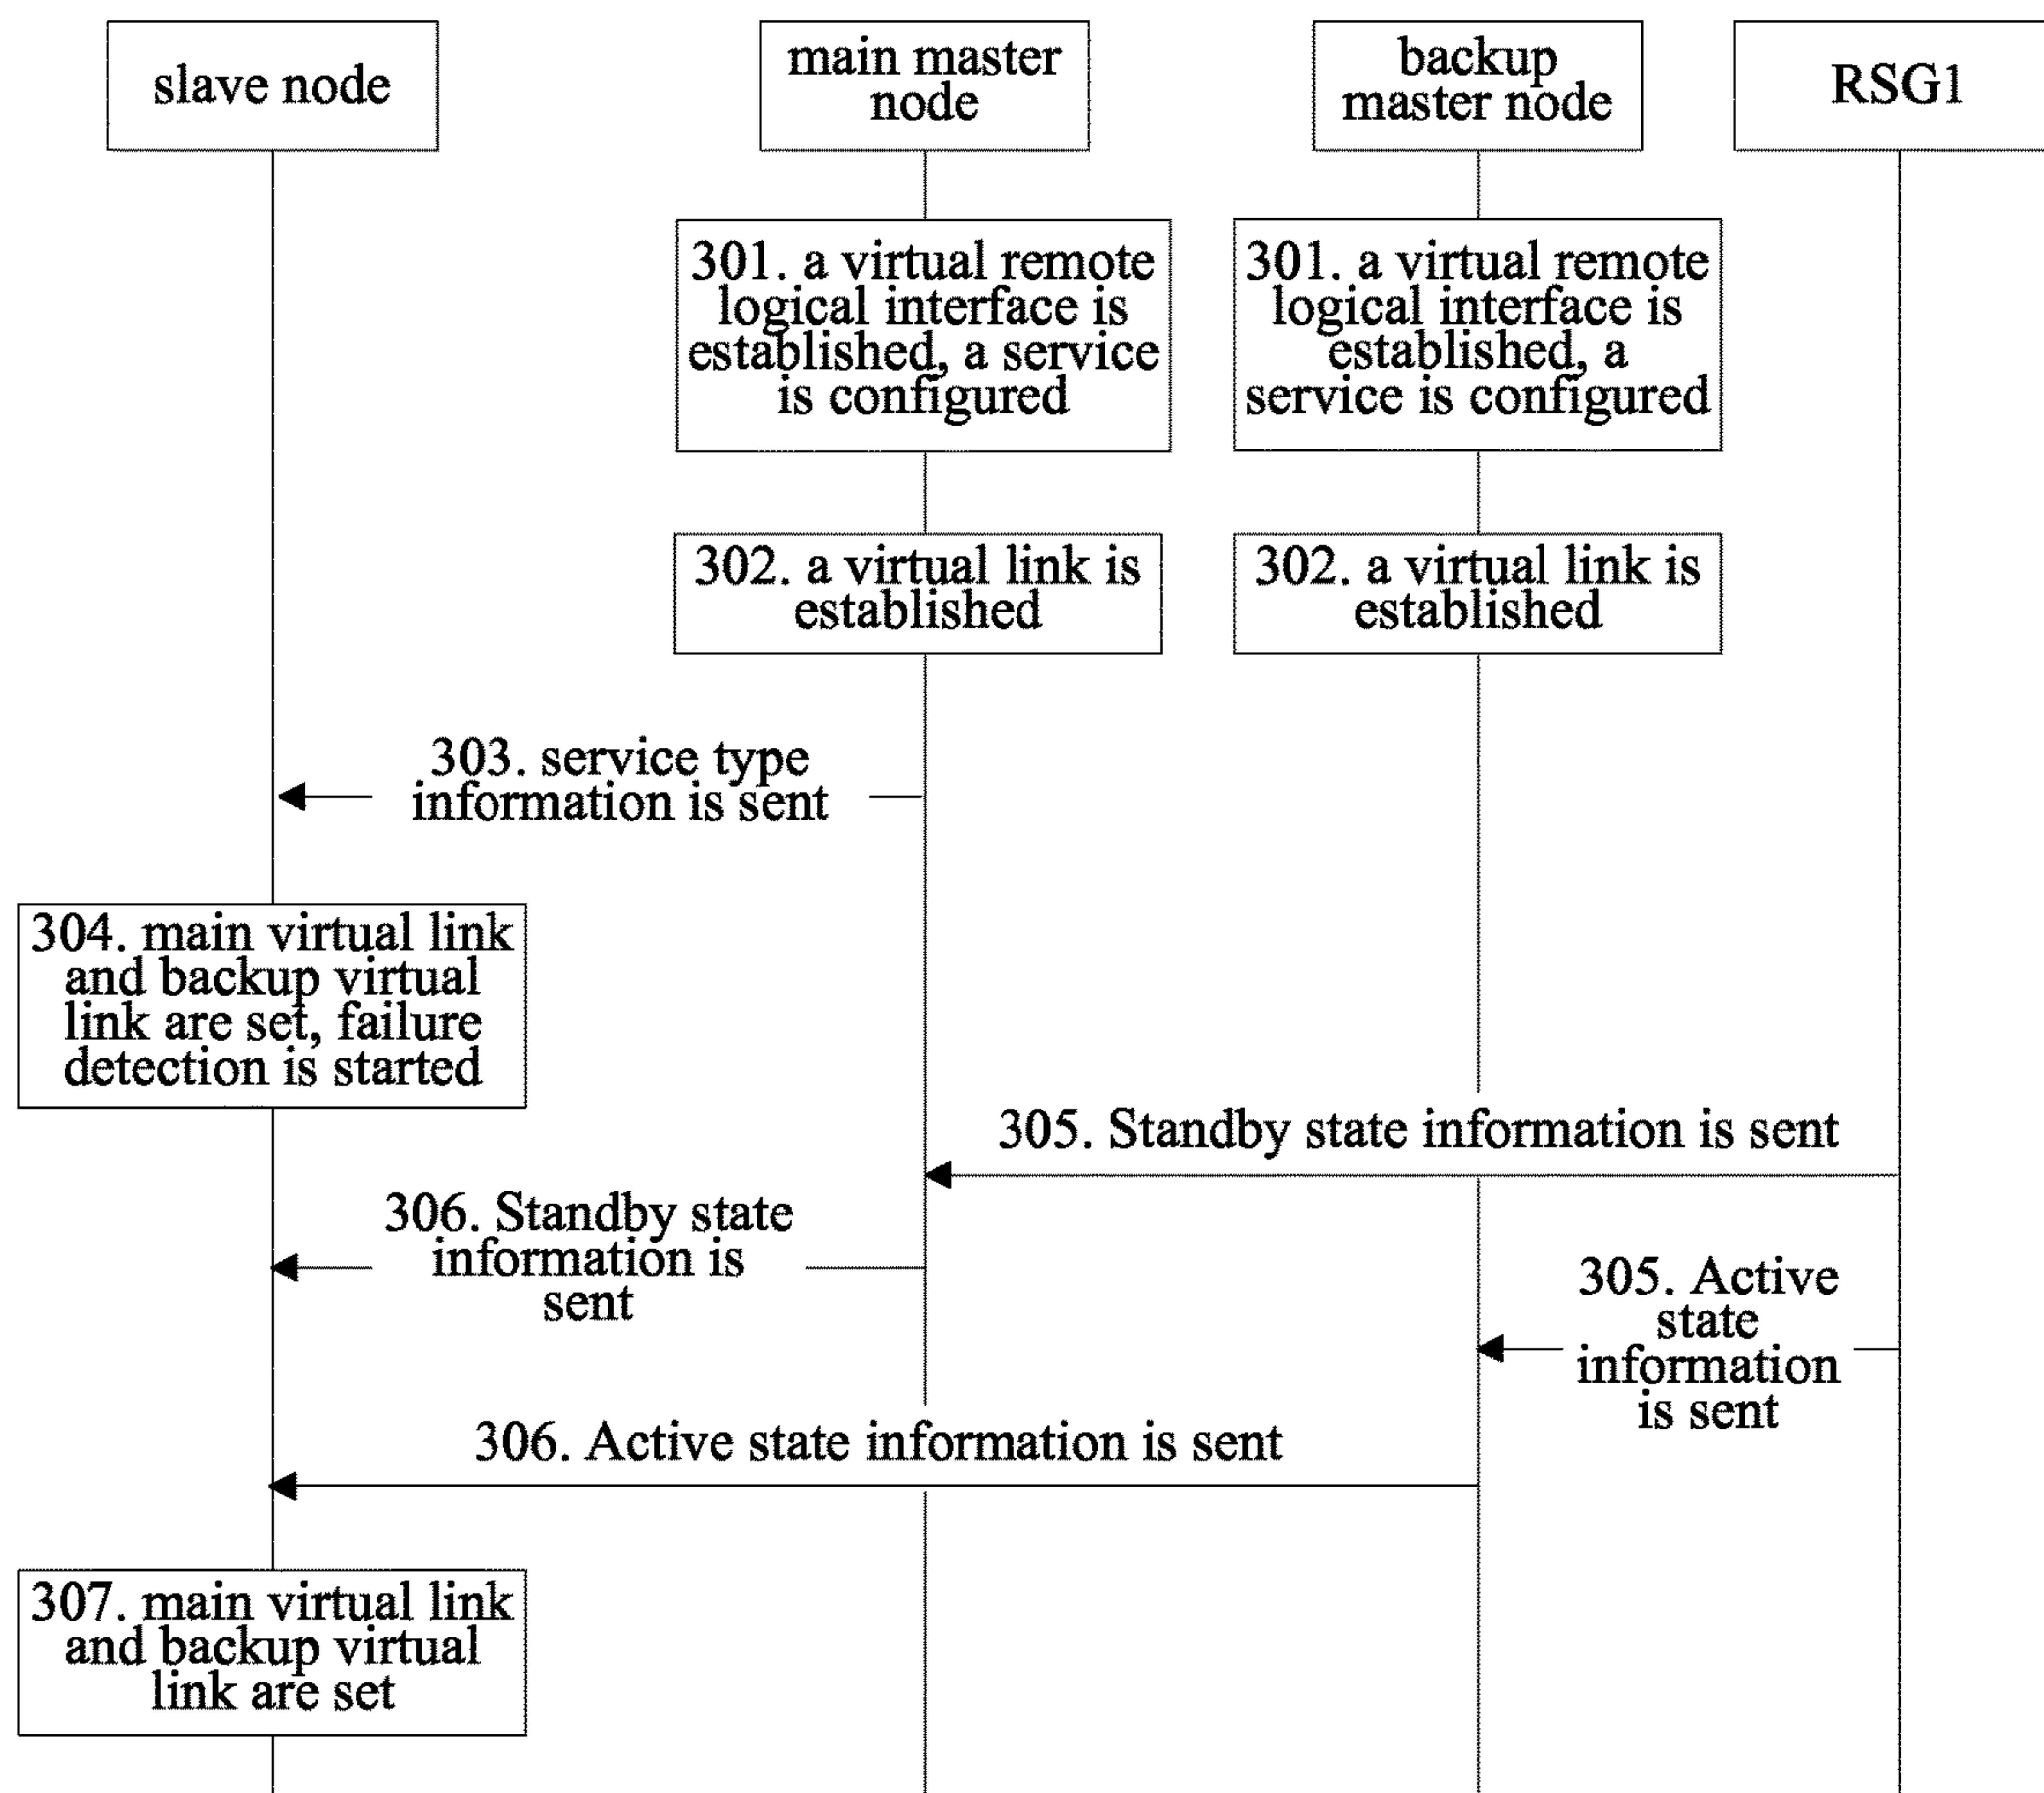 slave node
main master
node
backup
master node
RSG1
301. a virtual remote
logical interface is
established, a service
is configured
301. a virtual remote
logical interface is
established, a
service is configured
302. a virtual link is
established
302. a virtual link is
established
303. service type
information is sent
304. main virtual link
and backup virtual
link are set, failure
detection is started
305. Standby state information is sent
306. Standby state
information is
sent
305. Active
state
information
is sent
306. Active state information is sent
307. main virtual link
and backup virtual
link are set